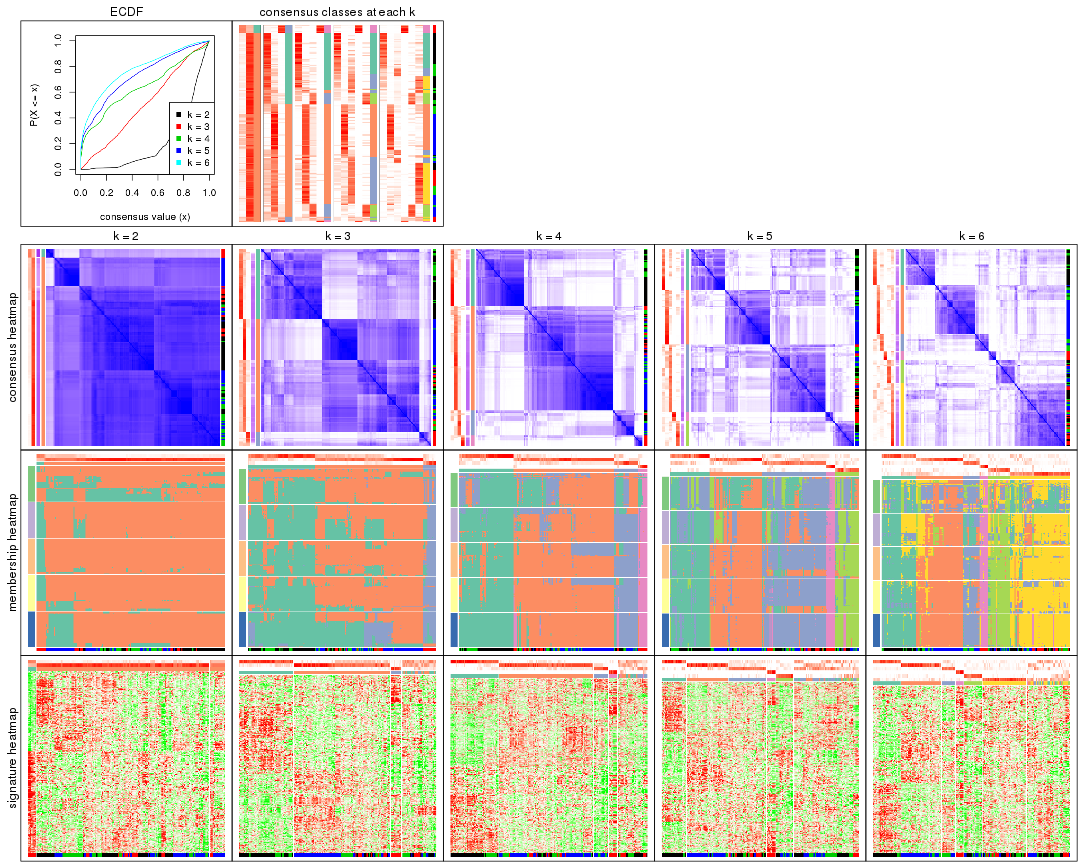 ECDF
consensus classes at each k
P(X <= x)
1.0
0.8
0.6
0.4
0.2
0.0
k = 2
k = 3
k = 4
k = 5
k = 6
0.0 0.2 0.4 0.6 0.8 1.0
consensus value (x)
k = 2 k = 3 k = 4 k = 5 k = 6
consensus heatmap
membership heatmap
signature heatmap